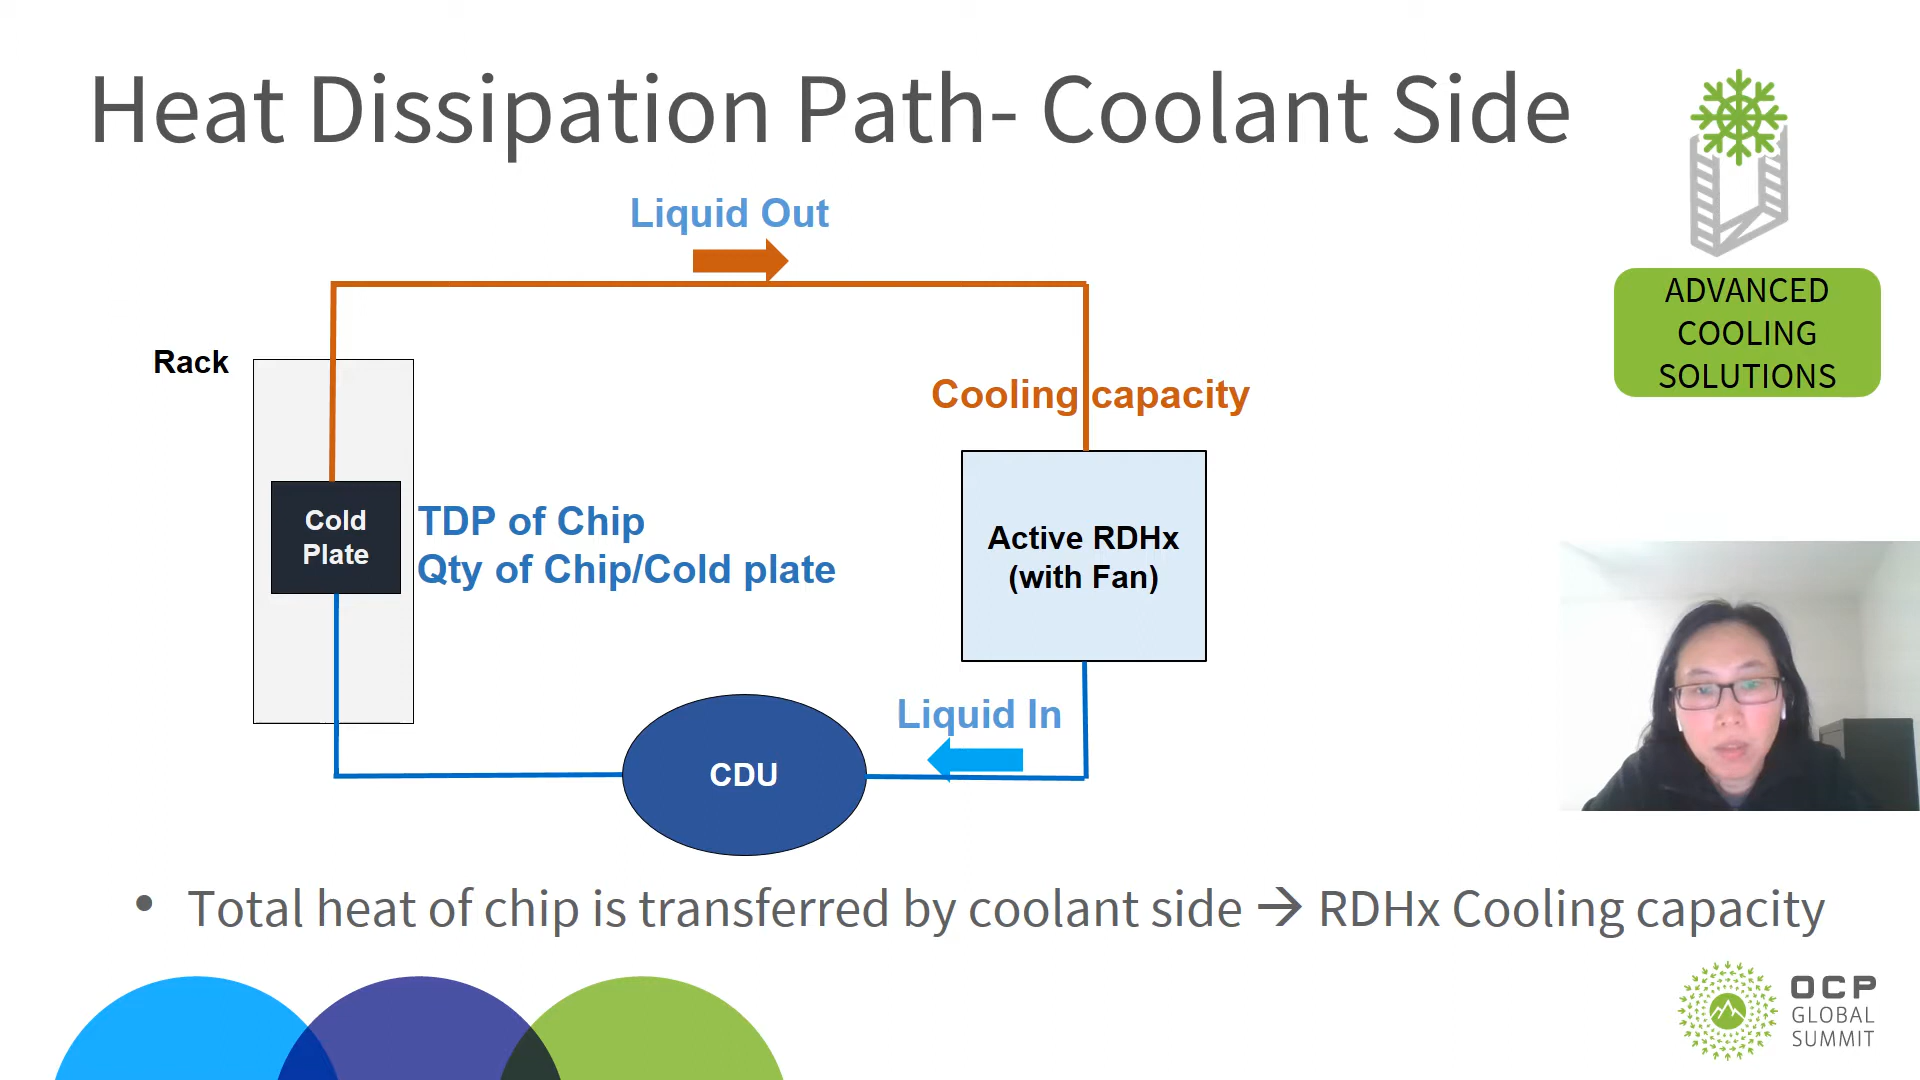 Heat Dissipation Path- Coolant Side
Liquid Out
ADVANCED
COOLING
SOLUTIONS
Rack
Cooling capacity
Cold
Plate
TDP of Chip
Qty of Chip/Cold plate
Active RDHx
(with Fan)
Liquid In
CDU
• Total heat of chip is transferred by coolant side → RDHx Cooling capacity
OCP
GLOBAL
SUMMIT